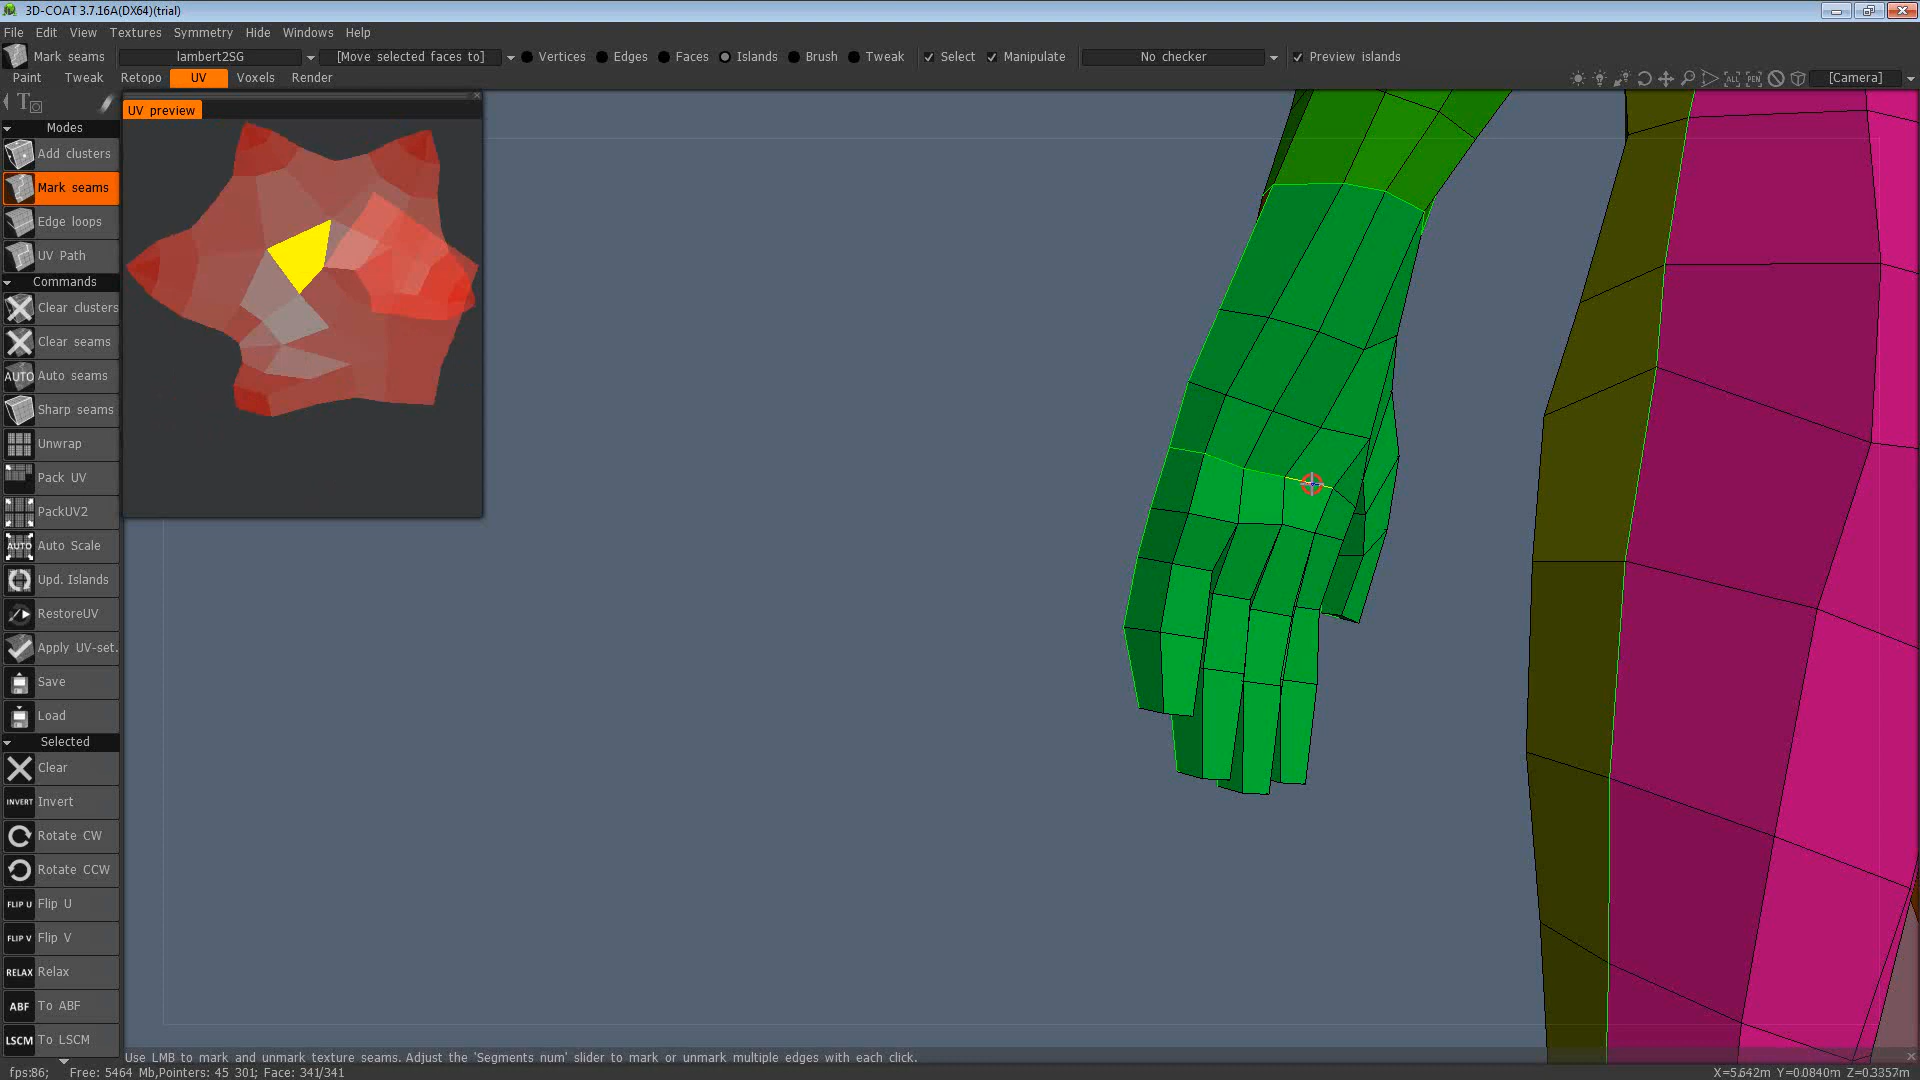 3D-COAT 3.7.16A(DX64)(trial)
File Edit View Textures Symmetry Hide Windows Help
Mark seams lambert2SG [Move selected faces to] Vertices Edges Faces Islands Brush Tweak Select Manipulate No checker Preview islands
Paint Tweak Retopo UV Voxels Render ALL PEN [Camera]
UV preview
Modes
Add clusters
Mark seams
Edge loops
UV Path
Commands
Clear clusters
Clear seams
AUTO Auto seams
Sharp seams
Unwrap
Pack UV
PackUV2
AUTO Auto Scale
Upd. Islands
RestoreUV
Apply UV-set.
Save
Load
Selected
Clear
INVERT Invert
Rotate CW
Rotate CCW
FLIP U Flip U
FLIP V Flip V
RELAX Relax
ABF To ABF
LSCM To LSCM
Use LMB to mark and unmark texture seams. Adjust the 'Segments num' slider to mark or unmark multiple edges with each click.
fps:86; Free: 5464 Mb,Pointers: 45 301; Face: 341/341 X=5.642m Y=0.0840m Z=0.3357m